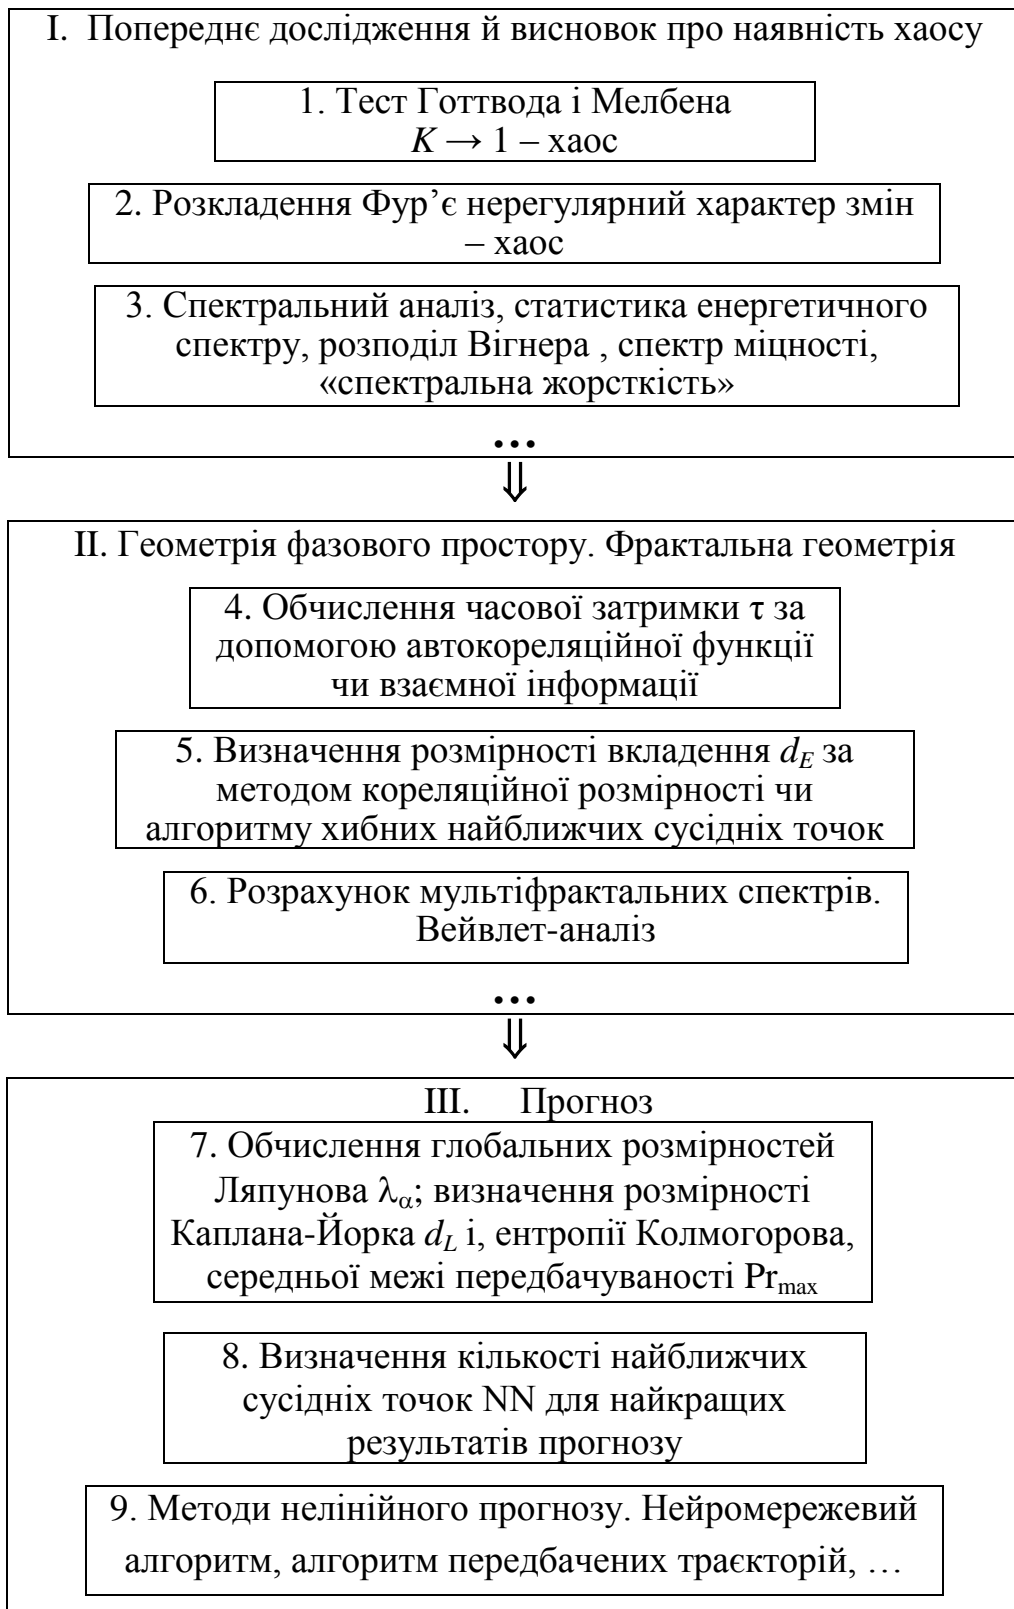 I. Попереднє дослідження й висновок про наявність хаосу
1. Тест Готтвода і Мелбена
K → 1 – хаос
2. Розкладення Фур’є нерегулярний характер змін
– хаос
3. Спектральний аналіз, статистика енергетичного
спектру, розподіл Вігнера , спектр міцності,
«спектральна жорсткість»
...
⇓
II. Геометрія фазового простору. Фрактальна геометрія
4. Обчислення часової затримки τ за
допомогою автокореляційної функції
чи взаємної інформації
5. Визначення розмірності вкладення dE за
методом кореляційної розмірності чи
алгоритму хибних найближчих сусідніх точок
6. Розрахунок мультіфрактальних спектрів.
Вейвлет-аналіз
...
⇓
III. Прогноз
7. Обчислення глобальних розмірностей
Ляпунова λα; визначення розмірності
Каплана-Йорка dL і, ентропії Колмогорова,
середньої межі передбачуваності Prmax
8. Визначення кількості найближчих
сусідніх точок NN для найкращих
результатів прогнозу
9. Методи нелінійного прогнозу. Нейромережевий
алгоритм, алгоритм передбачених траєкторій, …